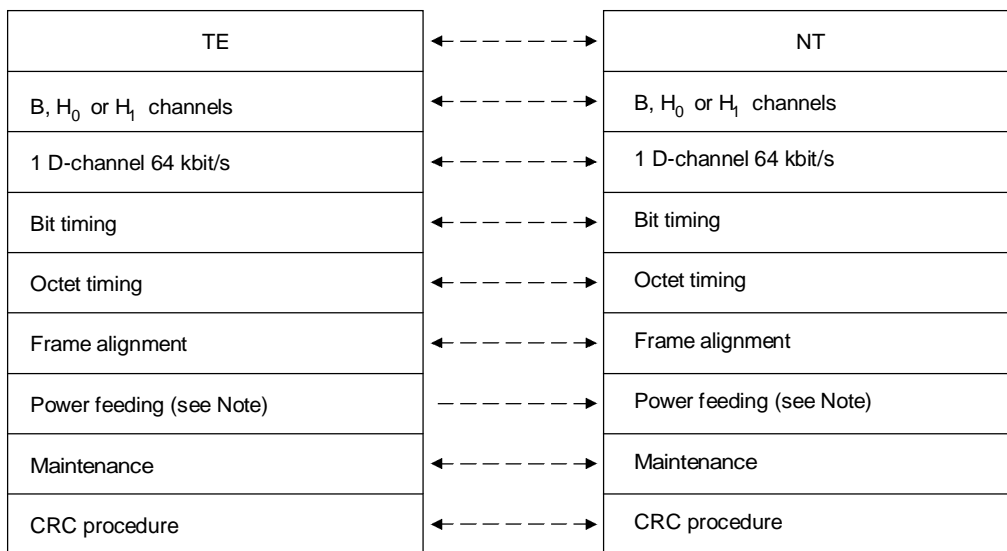 TE NT
B, H0 or H1 channels B, H0 or H1 channels
1 D-channel 64 kbit/s 1 D-channel 64 kbit/s
Bit timing Bit timing
Octet timing Octet timing
Frame alignment Frame alignment
Power feeding (see Note) Power feeding (see Note)
Maintenance Maintenance
CRC procedure CRC procedure